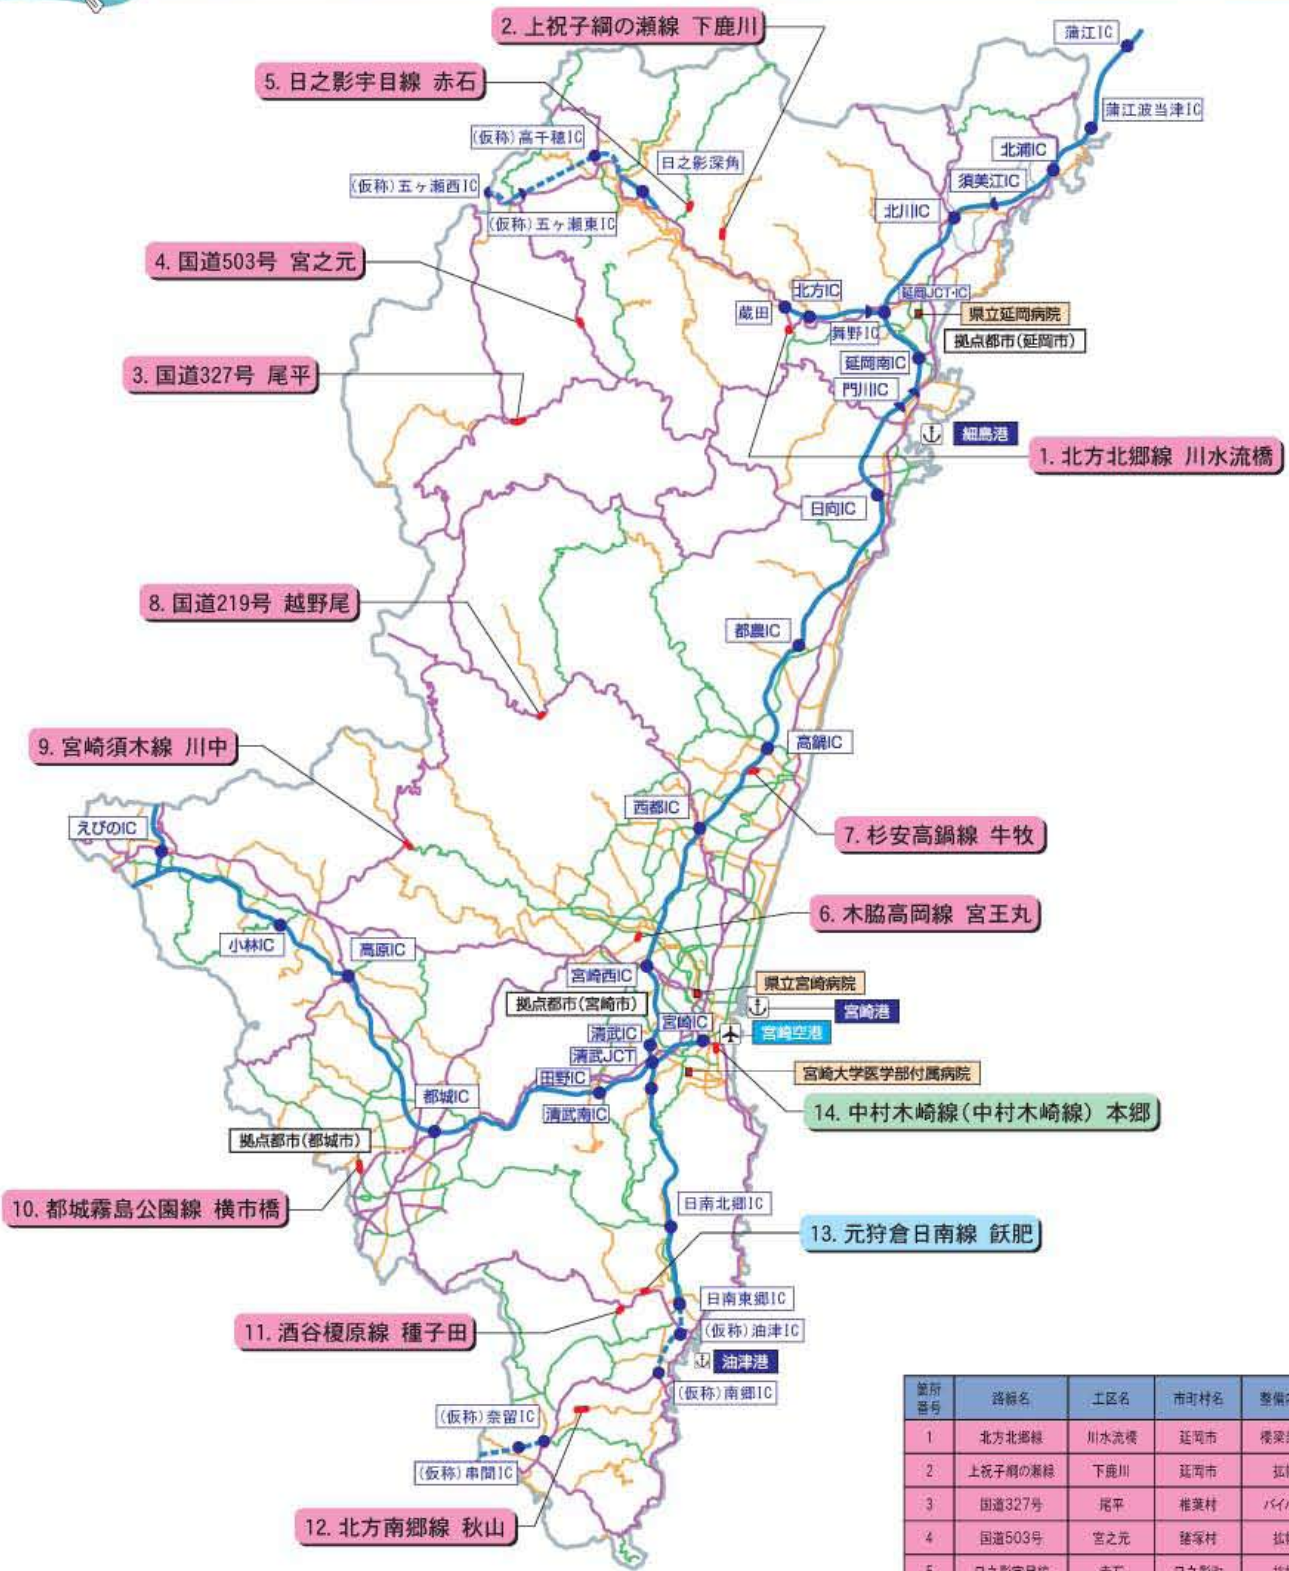 2. 上祝子綱の瀬線 下鹿川
蒲江IC
5. 日之影宇目線 赤石
蒲江波当津IC
(仮称)高千穂IC
日之影深角
北浦IC
須美江IC
(仮称)五ヶ瀬西IC
(仮称)五ヶ瀬東IC
北川IC
4. 国道503号 宮之元
北方IC
延岡JCT・IC
蔵田
県立延岡病院
舞野IC
拠点都市(延岡市)
延岡南IC
3. 国道327号 尾平
門川IC
細島港
1. 北方北郷線 川水流橋
日向IC
8. 国道219号 越野尾
都農IC
9. 宮崎須木線 川中
高鍋IC
西都IC
えびのIC
7. 杉安高鍋線 牛牧
6. 木脇高岡線 宮王丸
小林IC
高原IC
宮崎西IC
県立宮崎病院
拠点都市(宮崎市)
宮崎港
宮崎IC
清武IC
宮崎空港
清武JCT
田野IC
宮崎大学医学部付属病院
都城IC
清武南IC
14. 中村木崎線(中村木崎線) 本郷
拠点都市(都城市)
10. 都城霧島公園線 横市橋
日南北郷IC
13. 元狩倉日南線 飫肥
日南東郷IC
11. 酒谷榎原線 種子田
(仮称)油津IC
油津港
(仮称)南郷IC
(仮称)奈留IC
(仮称)串間IC
12. 北方南郷線 秋山
箇所番号 路線名 工区名 市町村名
1 北方北郷線 川水流橋 延岡市
2 上祝子綱の瀬線 下鹿川 延岡市
3 国道327号 尾平 椎葉村
4 国道503号 宮之元 諸塚村